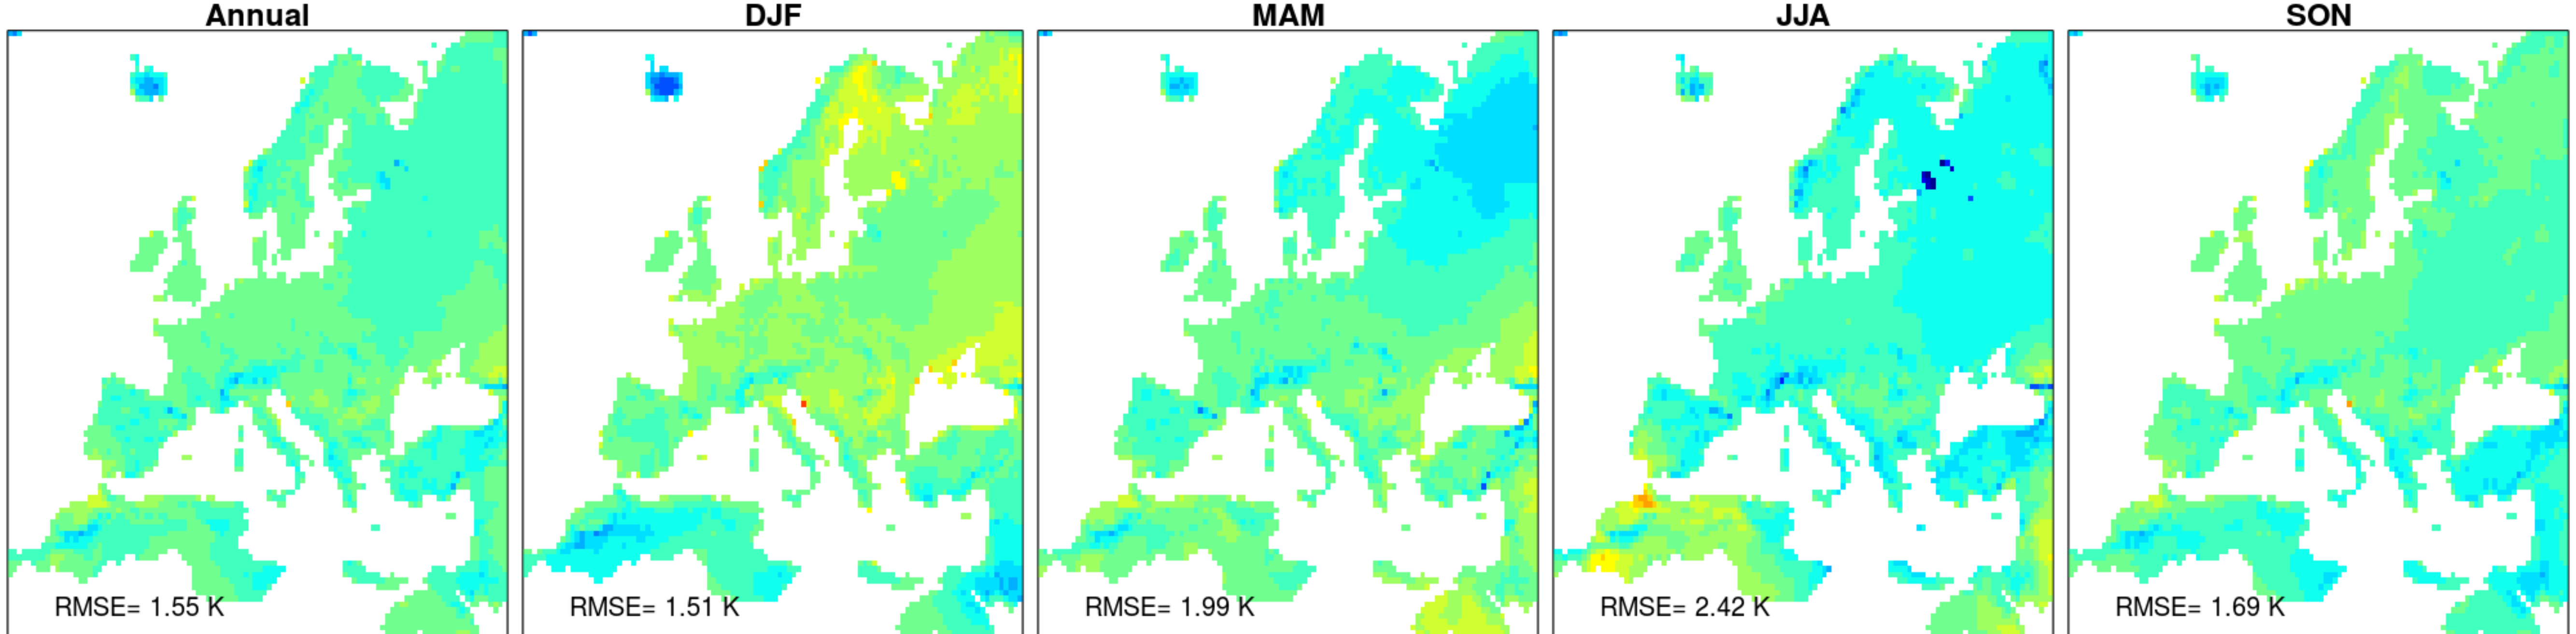 Annual
DJF
MAM
JJA
SON
RMSE= 1.55 K
RMSE= 1.51 K
RMSE= 1.99 K
RMSE= 2.42 K
RMSE= 1.69 K